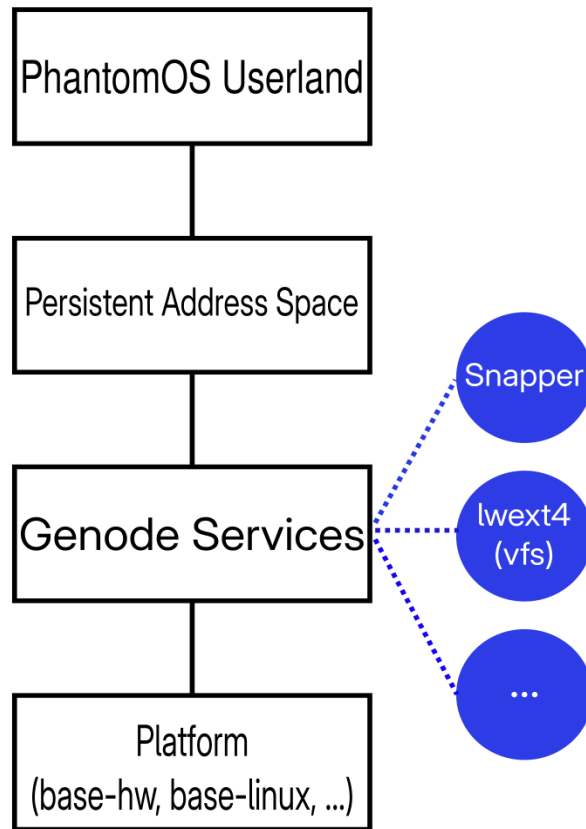 PhantomOS Userland
Persistent Address Space
Snapper
Genode Services
lwext4
(vfs)
...
Platform
(base-hw, base-linux, ...)